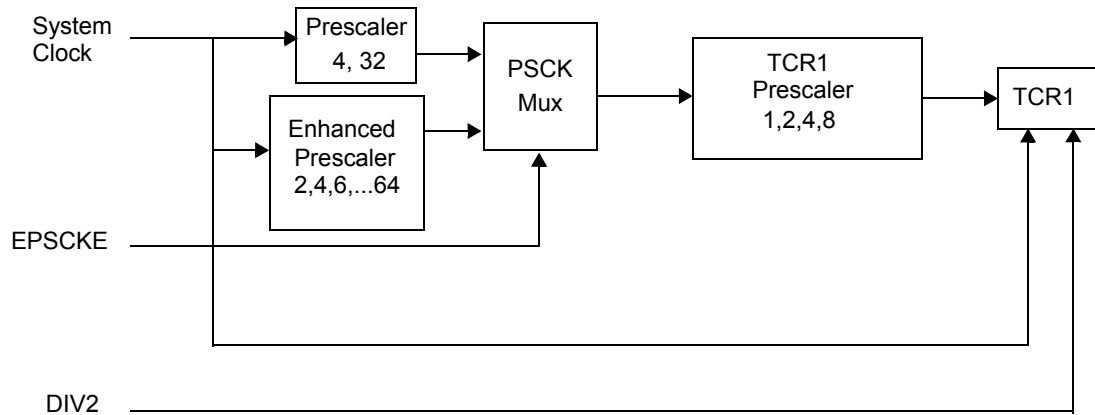 System
Clock
Prescaler
4, 32
PSCK
Mux
TCR1
Prescaler
1,2,4,8
TCR1
Enhanced
Prescaler
2,4,6,...64
EPSCKE
DIV2